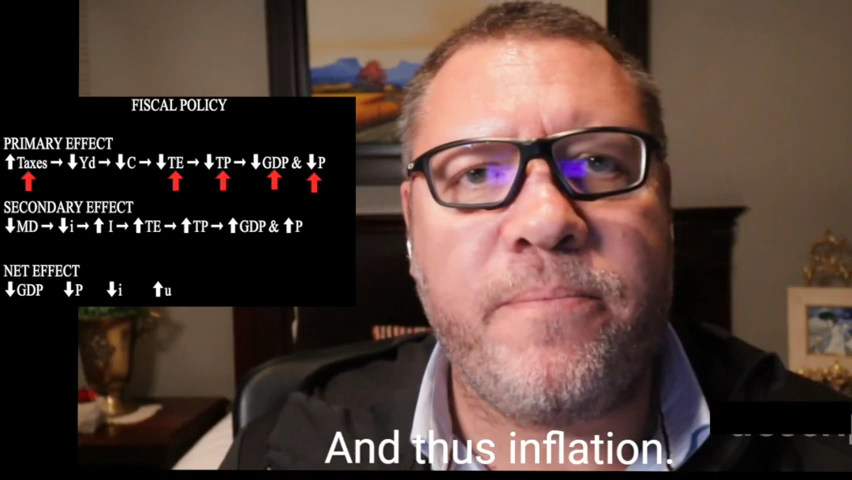 FISCAL POLICY
PRIMARY EFFECT
↑Taxes → ↓Yd → ↓C → ↓TE → ↓TP → ↓GDP & ↓P
SECONDARY EFFECT
↓MD → ↓i → ↑ I → ↑TE → ↑TP → ↑GDP & ↑P
NET EFFECT
↓GDP ↓P ↓i ↑u
And thus inflation.